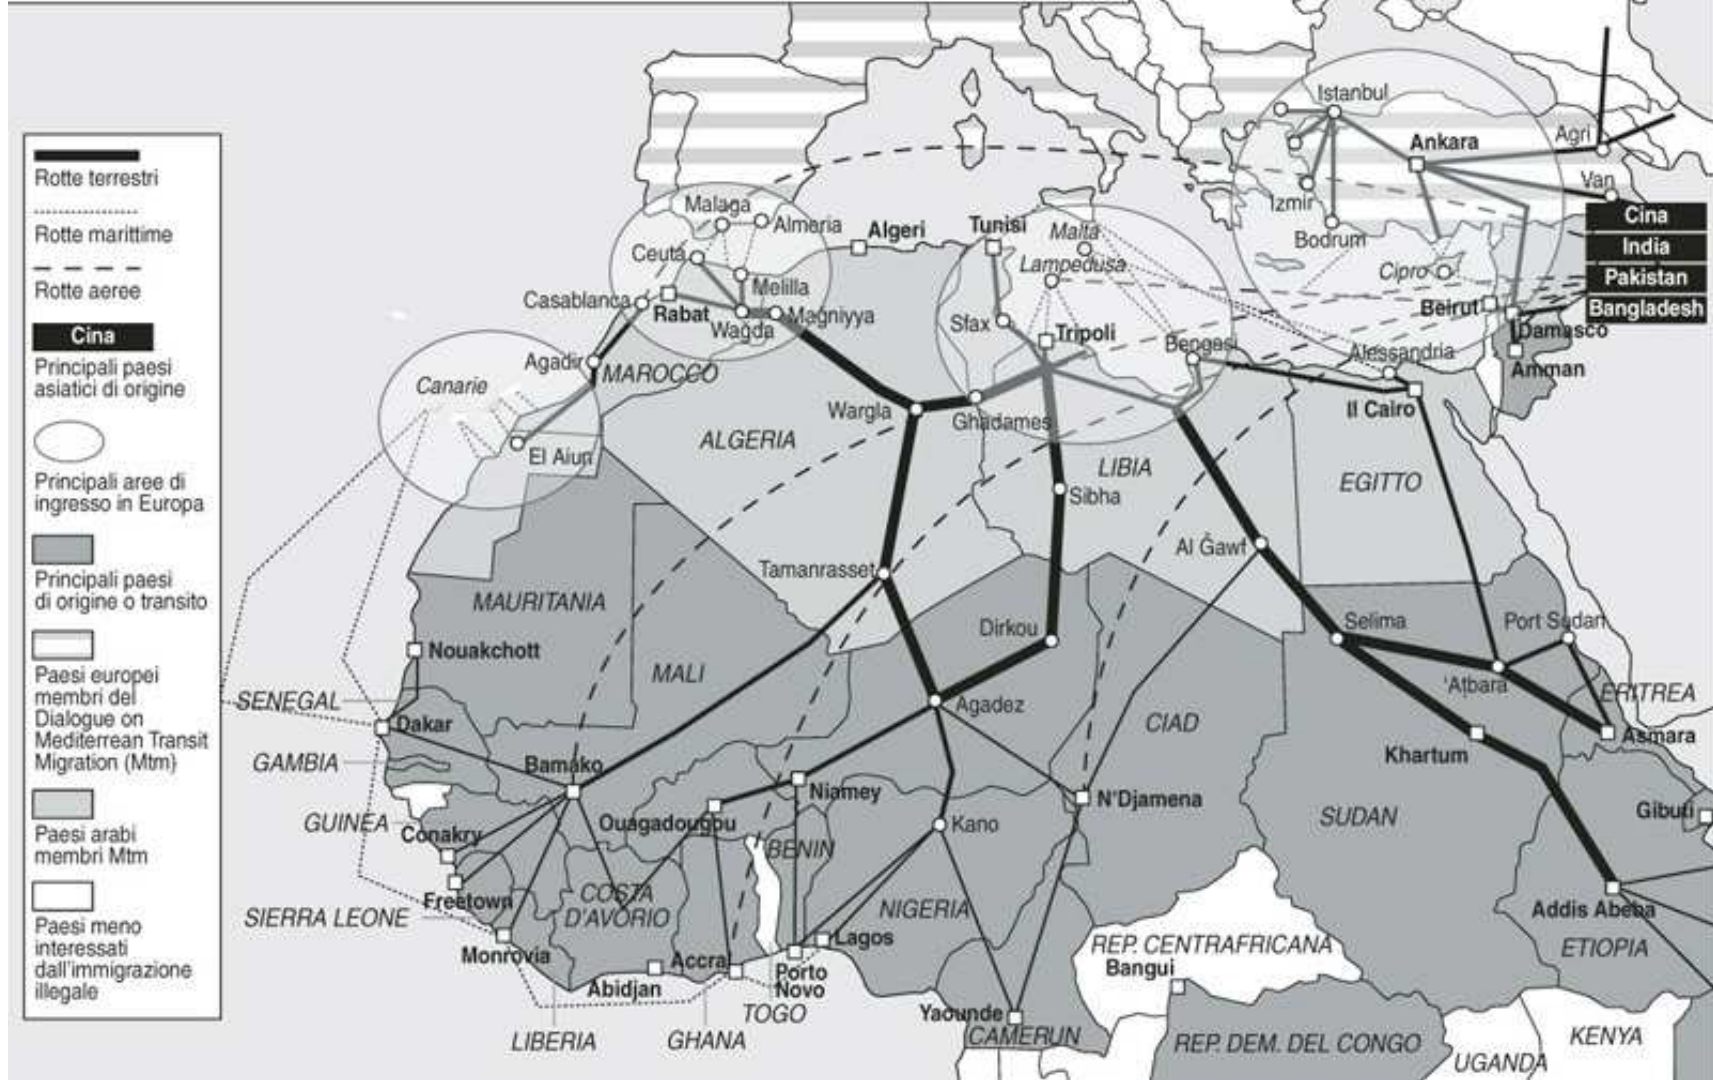 Rotte terrestri
Rotte marittime
Rotte aeree
Cina
Principali paesi
asiatici di origine
Principali aree di
ingresso in Europa
Principali paesi
di origine o transito
Paesi europei
membri del
Dialogue on
Mediterrean Transit
Migration (Mtm)
Paesi arabi
membri Mtm
Paesi meno
interessati
dall'immigrazione
illegale
Istanbul
Ankara
Agri
Van
Izmir
Bodrum
Cina
India
Pakistan
Bangladesh
Malaga
Almeria
Algeri
Tunisi
Malta
Ceuta
Lampedusa
Cipro
Melilla
Casablanca
Rabat
Wagda
Magniyya
Sfax
Tripoli
Bengasi
Beirut
Damasco
Alessandria
Amman
Agadir
MAROCCO
Canarie
Wargla
Ghadames
Il Cairo
El Aiun
ALGERIA
LIBIA
EGITTO
Sibha
Al Ğawf
Tamanrasset
MAURITANIA
Dirkou
Selima
Port Sudan
Nouakchott
MALI
'Aṭbara
ERITREA
SENEGAL
Dakar
Agadez
CIAD
Asmara
Khartum
GAMBIA
Bamako
Niamey
N'Djamena
GUINEA
Conakry
Ouagadougou
Kano
SUDAN
Gibuti
BENIN
Freetown
COSTA
D'AVORIO
SIERRA LEONE
NIGERIA
Addis Abeba
Monrovia
Lagos
REP. CENTRAFRICANA
ETIOPIA
Accra
Porto
Novo
Bangui
Abidjan
TOGO
Yaounde
LIBERIA
GHANA
CAMERUN
REP. DEM. DEL CONGO
KENYA
UGANDA